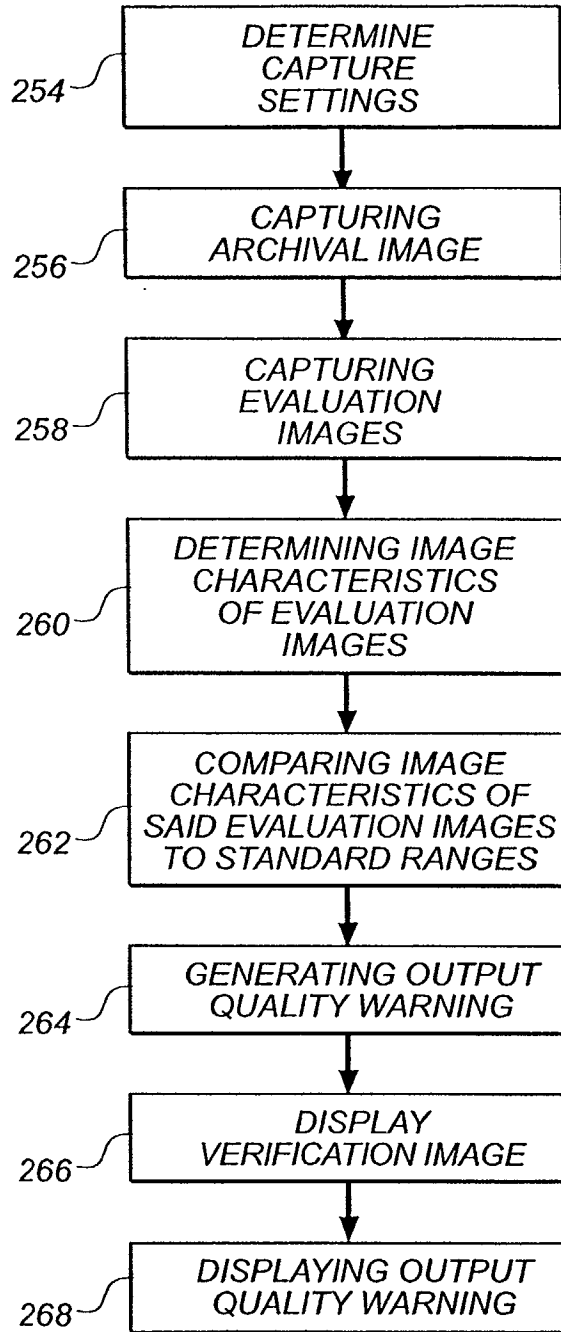 DETERMINE
CAPTURE
SETTINGS
254
CAPTURING
ARCHIVAL IMAGE
256
CAPTURING
EVALUATION
IMAGES
258
DETERMINING IMAGE
CHARACTERISTICS
OF EVALUATION
IMAGES
260
COMPARING IMAGE
CHARACTERISTICS OF
SAID EVALUATION IMAGES
TO STANDARD RANGES
262
GENERATING OUTPUT
QUALITY WARNING
264
DISPLAY
VERIFICATION IMAGE
266
DISPLAYING OUTPUT
QUALITY WARNING
268